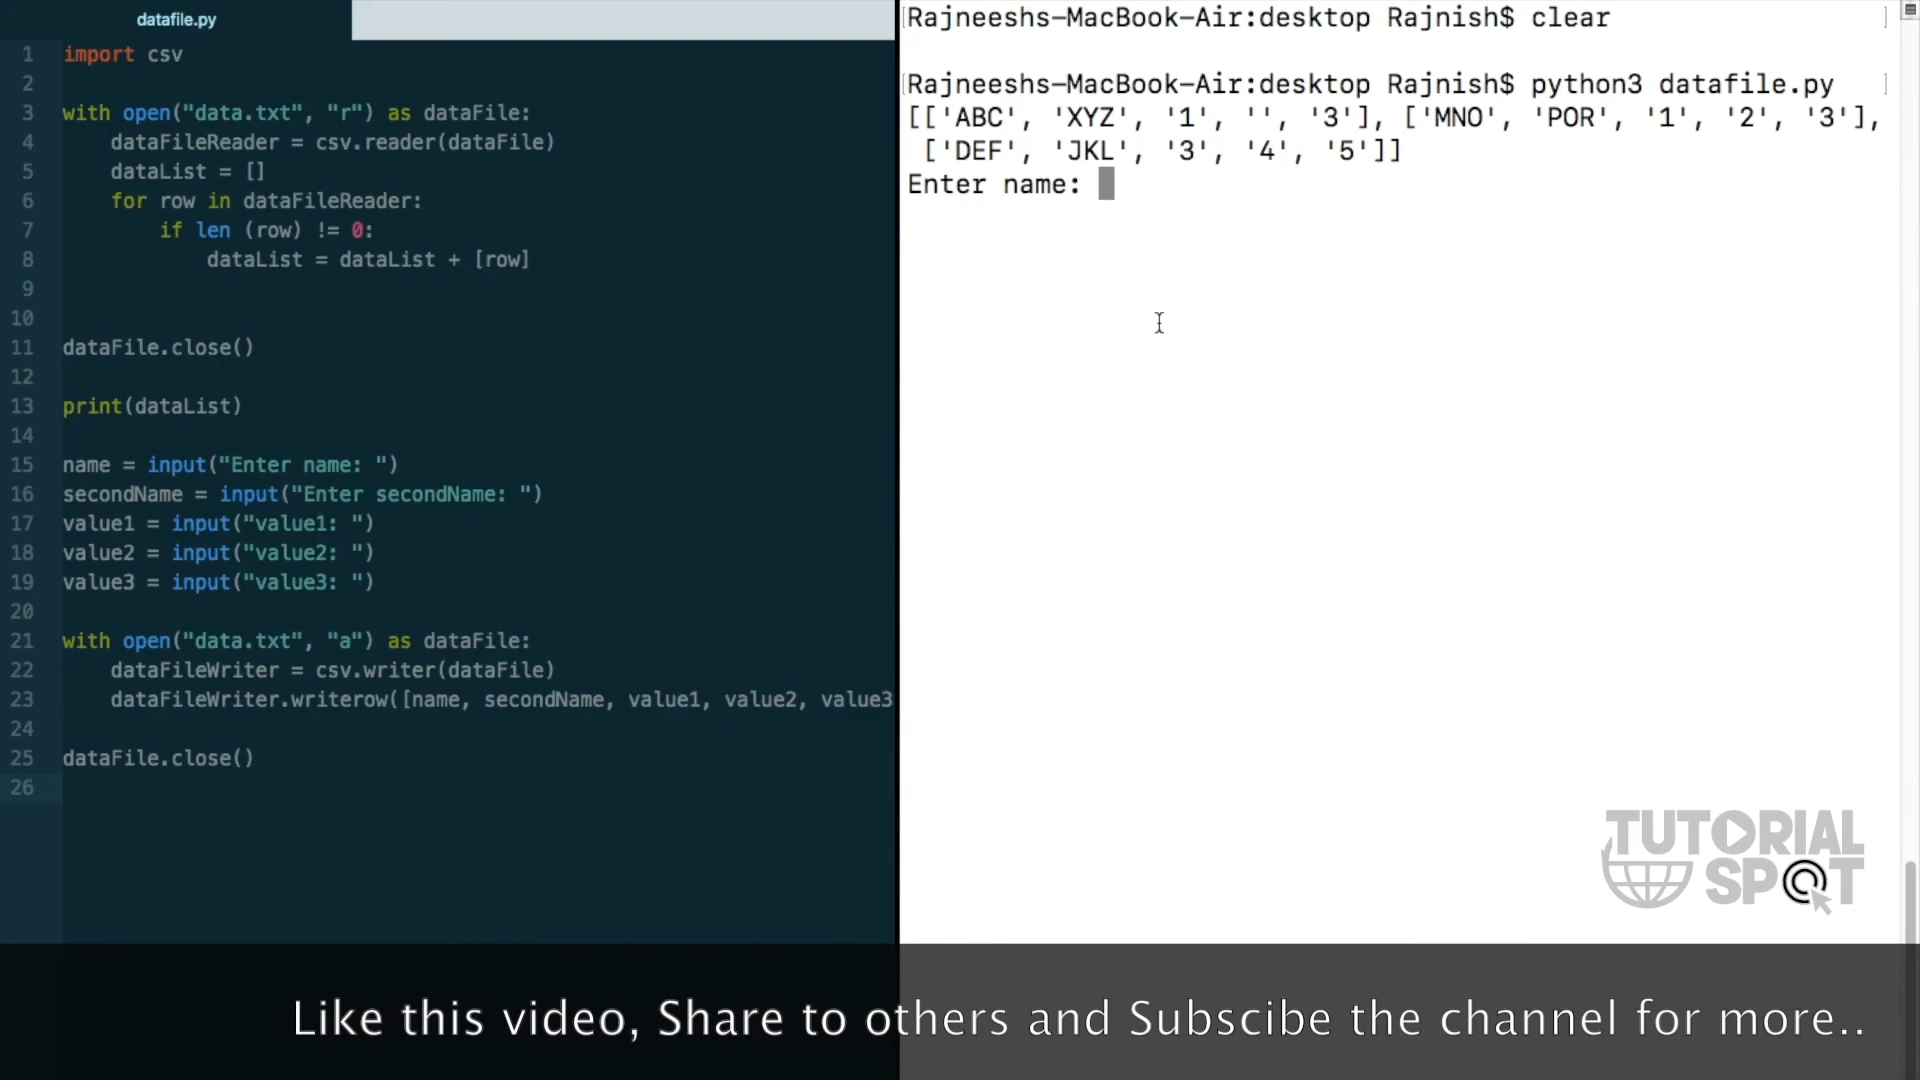 datafile.py
1 import csv
2
3 with open("data.txt", "r") as dataFile:
4     dataFileReader = csv.reader(dataFile)
5     dataList = []
6     for row in dataFileReader:
7         if len (row) != 0:
8             dataList = dataList + [row]
9
10
11 dataFile.close()
12
13 print(dataList)
14
15 name = input("Enter name: ")
16 secondName = input("Enter secondName: ")
17 value1 = input("value1: ")
18 value2 = input("value2: ")
19 value3 = input("value3: ")
20
21 with open("data.txt", "a") as dataFile:
22     dataFileWriter = csv.writer(dataFile)
23     dataFileWriter.writerow([name, secondName, value1, value2, value3
24
25 dataFile.close()
26
[Rajneeshs-MacBook-Air:desktop Rajnish$ clear ]
[Rajneeshs-MacBook-Air:desktop Rajnish$ python3 datafile.py ]
[['ABC', 'XYZ', '1', '', '3'], ['MNO', 'POR', '1', '2', '3'],
['DEF', 'JKL', '3', '4', '5']]
Enter name:
TUTORIAL
SPOT
Like this video, Share to others and Subscibe the channel for more..